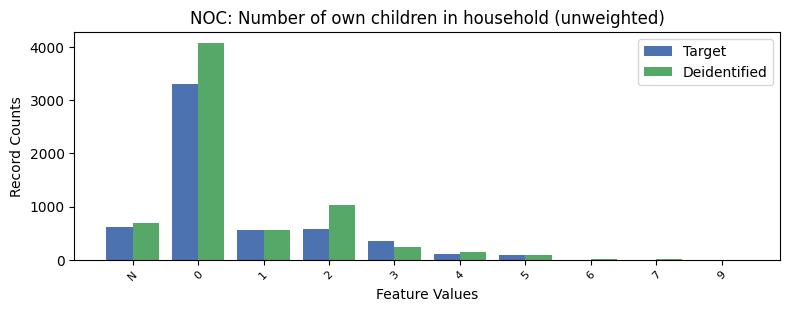 NOC: Number of own children in household (unweighted)
Target
Deidentified
Record Counts
4000
3000
2000
1000
0
N 0 1 2 3 4 5 6 7 9
Feature Values